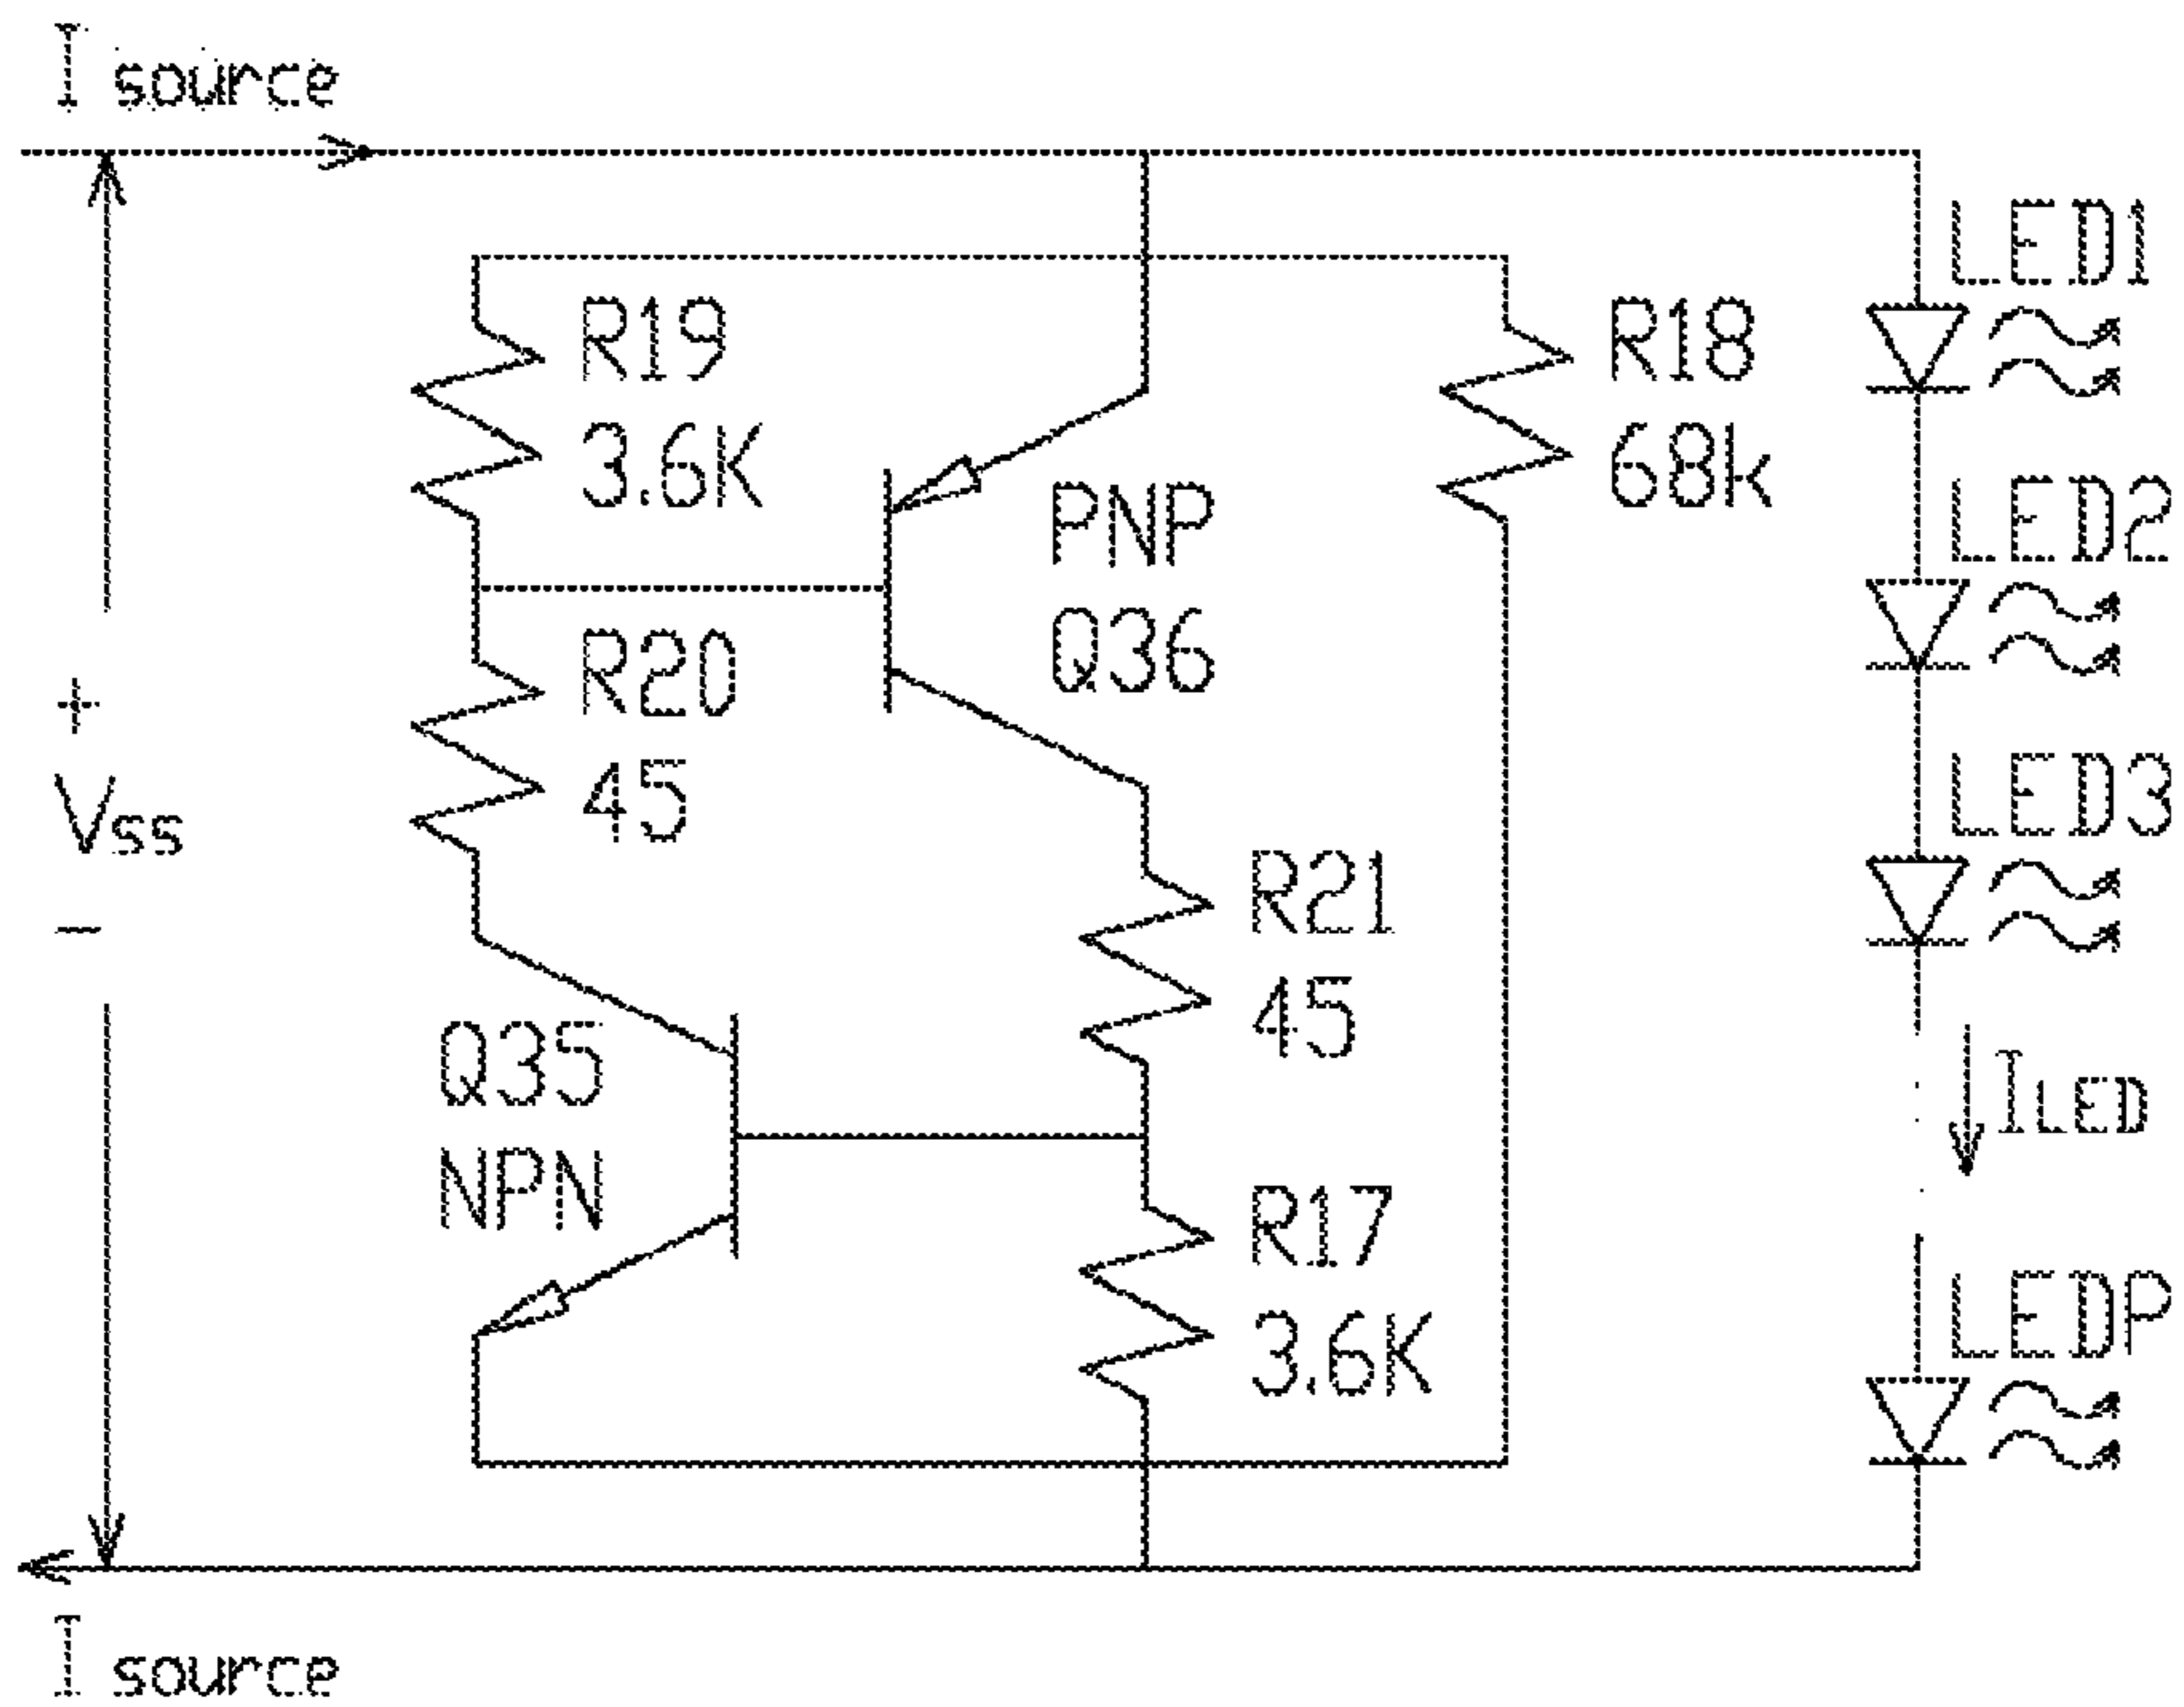 I source
LED1
R19
3.6K
R18
68k
PNP
Q36
LED2
R20
45
+
Vss
-
LED3
R21
45
Q35
NPN
ILED
R17
3.6K
LEDP
I source